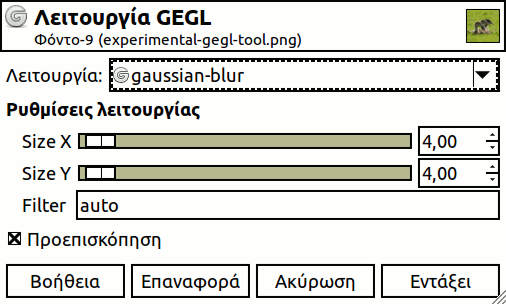 Λειτουργία GEGL
Φόντο-9 (experimental-gegl-tool.png)
Λειτουργία: gaussian-blur
Ρυθμίσεις λειτουργίας
Size X 4,00
Size Y 4,00
Filter auto
Προεπισκόπηση
Βοήθεια Επαναφορά Ακύρωση Εντάξει